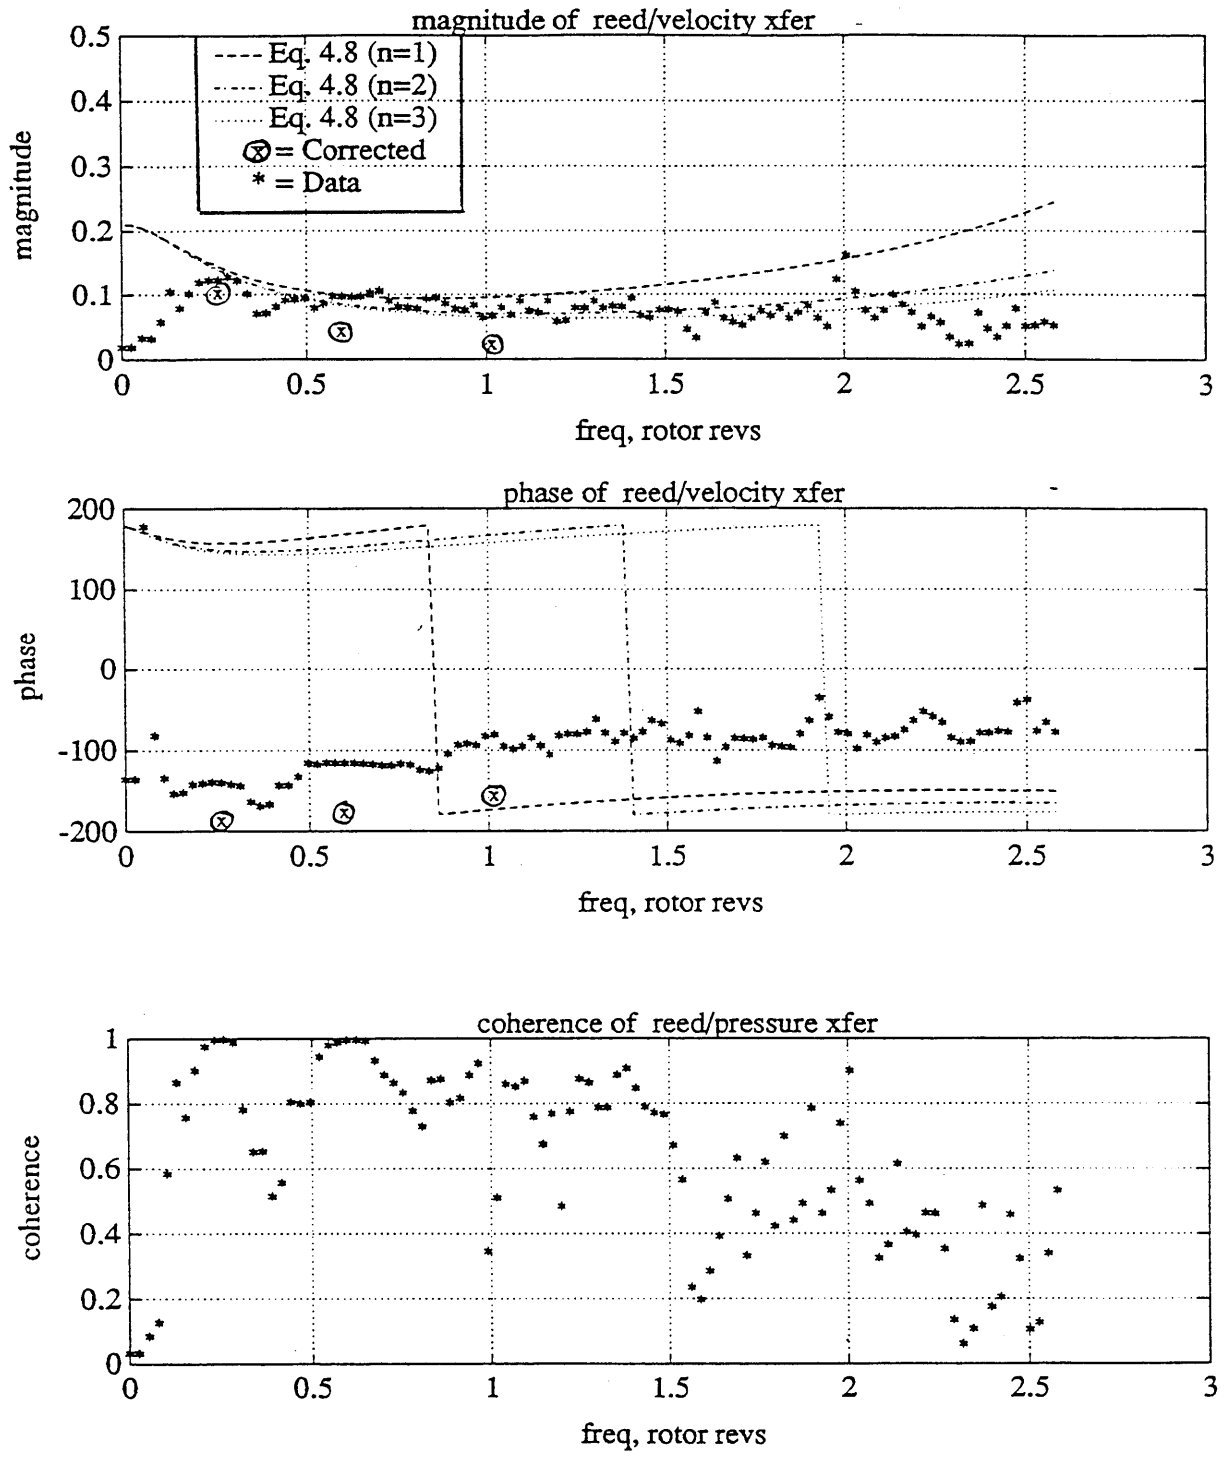 magnitude of reed/velocity xfer
0.5
0.4
0.3
0.2
0.1
0
magnitude
Eq. 4.8 (n=1)
Eq. 4.8 (n=2)
Eq. 4.8 (n=3)
ⓧ = Corrected
* = Data
0 0.5 1 1.5 2 2.5 3
freq, rotor revs
phase of reed/velocity xfer
200
100
0
-100
-200
phase
0 0.5 1 1.5 2 2.5 3
freq, rotor revs
coherence of reed/pressure xfer
1
0.8
0.6
0.4
0.2
0
coherence
0 0.5 1 1.5 2 2.5 3
freq, rotor revs